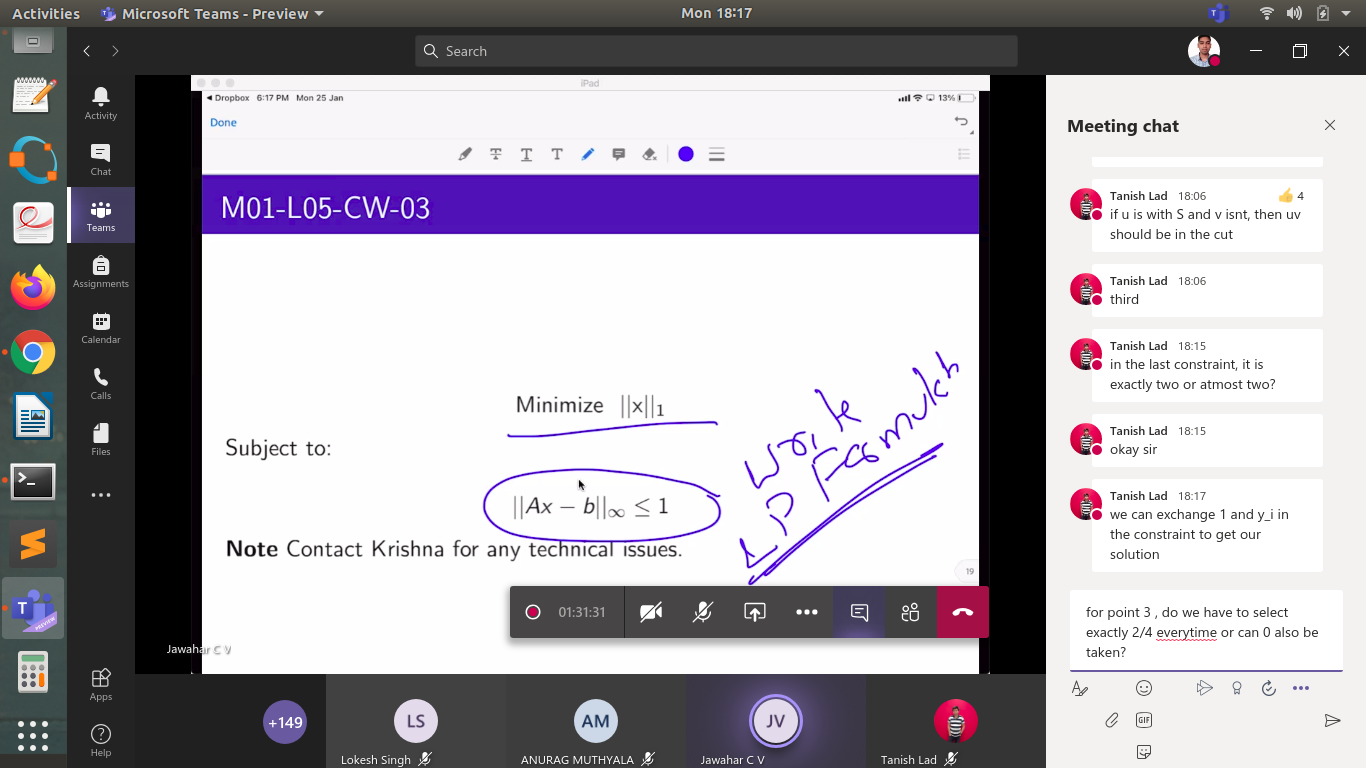 Activities Microsoft Teams - Preview Mon 18:17
Search
Activity
Chat
Teams
Assignments
Calendar
Calls
Files
Apps
Help
iPad
Dropbox 6:17 PM Mon 25 Jan 13%
Done
M01-L05-CW-03
Minimize ||x||₁
Subject to:
||Ax − b||∞ ≤ 1
Note Contact Krishna for any technical issues.
Write
LP Formulatn
19
01:31:31
Jawahar C V
+149
LS
Lokesh Singh
AM
ANURAG MUTHYALA
JV
Jawahar C V
Tanish Lad
Meeting chat
Tanish Lad 18:06 4
if u is with S and v isnt, then uv
should be in the cut
Tanish Lad 18:06
third
Tanish Lad 18:15
in the last constraint, it is
exactly two or atmost two?
Tanish Lad 18:15
okay sir
Tanish Lad 18:17
we can exchange 1 and y_i in
the constraint to get our
solution
for point 3 , do we have to select
exactly 2/4 everytime or can 0 also be
taken?
GIF